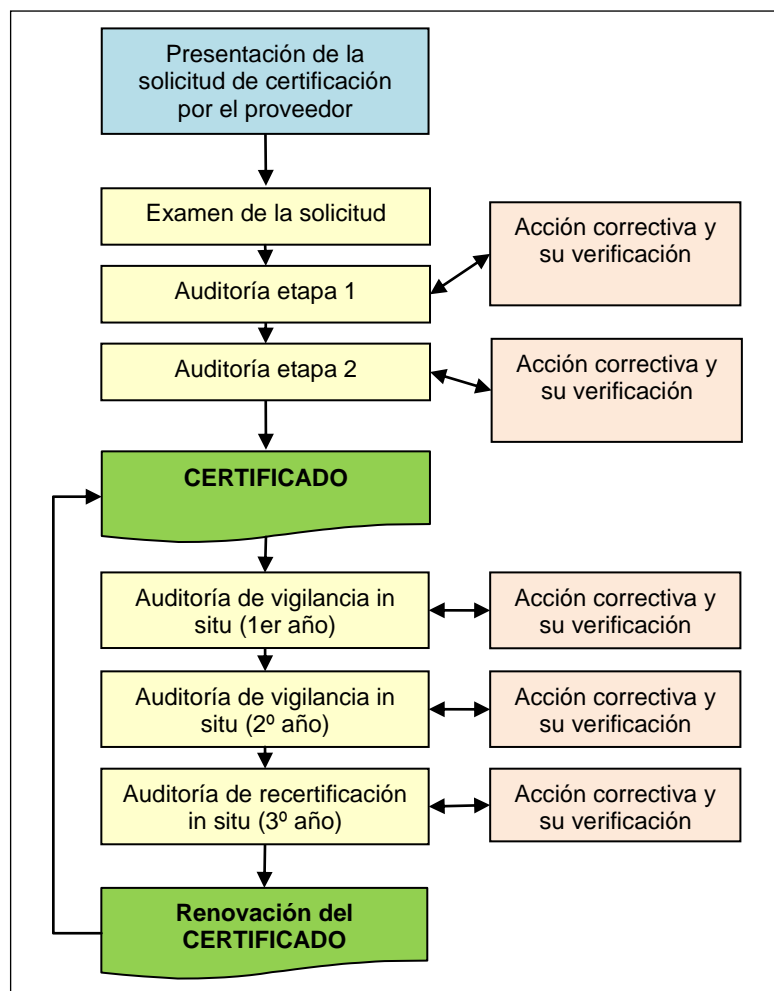 Presentación de la
solicitud de certificación
por el proveedor
Examen de la solicitud
Acción correctiva y
su verificación
Auditoría etapa 1
Auditoría etapa 2
Acción correctiva y
su verificación
CERTIFICADO
Auditoría de vigilancia in
situ (1er año)
Acción correctiva y
su verificación
Auditoría de vigilancia in
situ (2º año)
Acción correctiva y
su verificación
Auditoría de recertificación
in situ (3º año)
Acción correctiva y
su verificación
Renovación del
CERTIFICADO